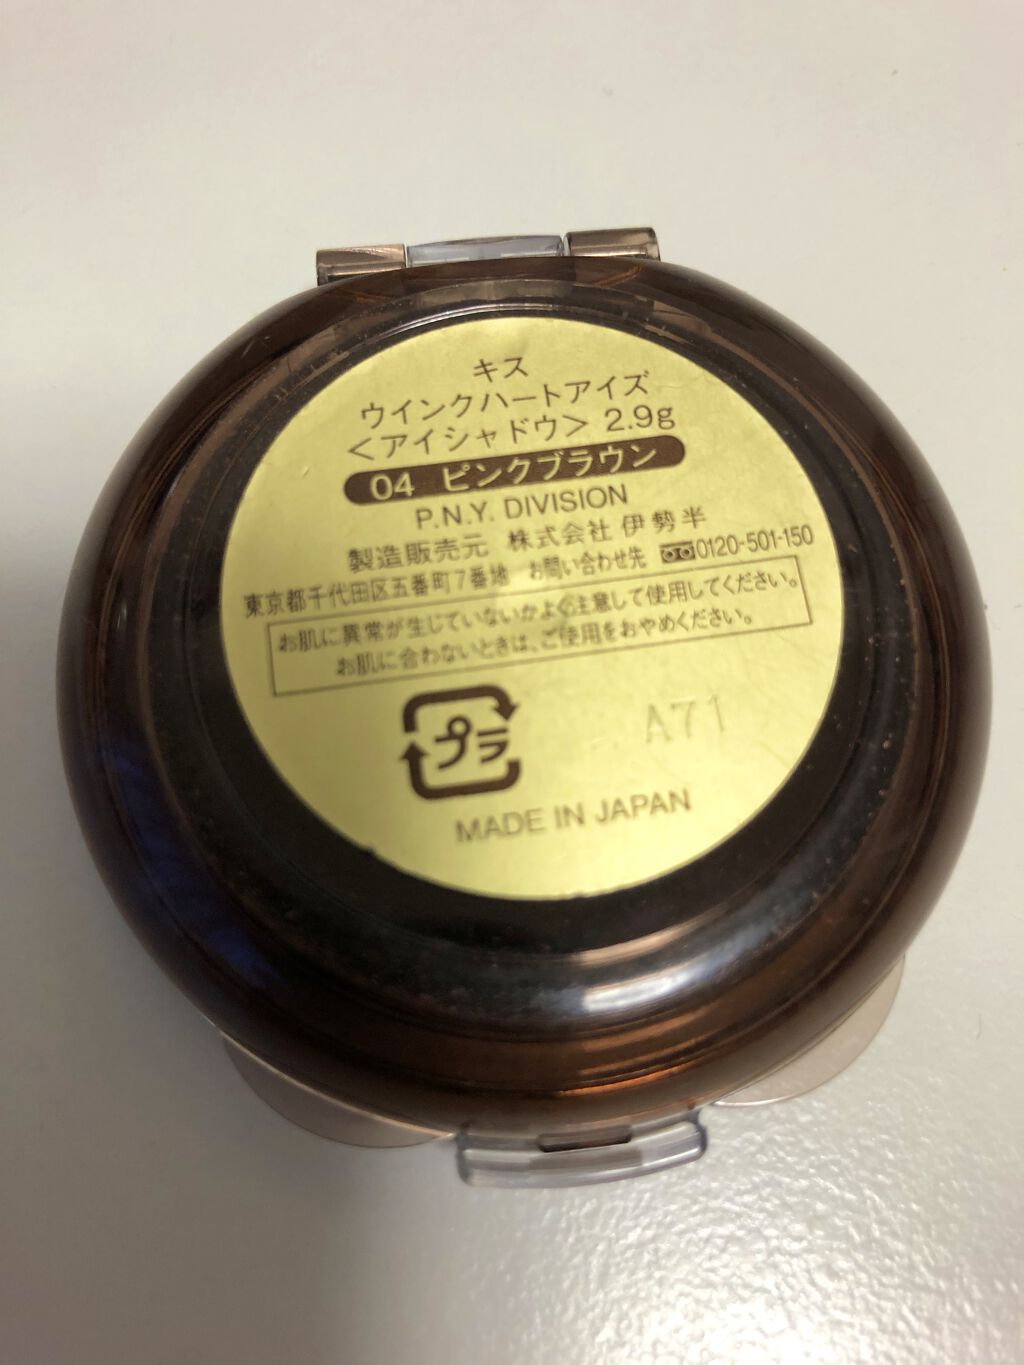 キス
ウインクハートアイズ
＜アイシャドウ＞ 2.9g
04 ピンクブラウン
P.N.Y. DIVISION
製造販売元 株式会社 伊勢半
東京都千代田区五番町7番地 お問い合わせ先 0120-501-150
お肌に異常が生じていないかよく注意して使用してください。
お肌に合わないときは、ご使用をおやめください。
プラ
A71
MADE IN JAPAN